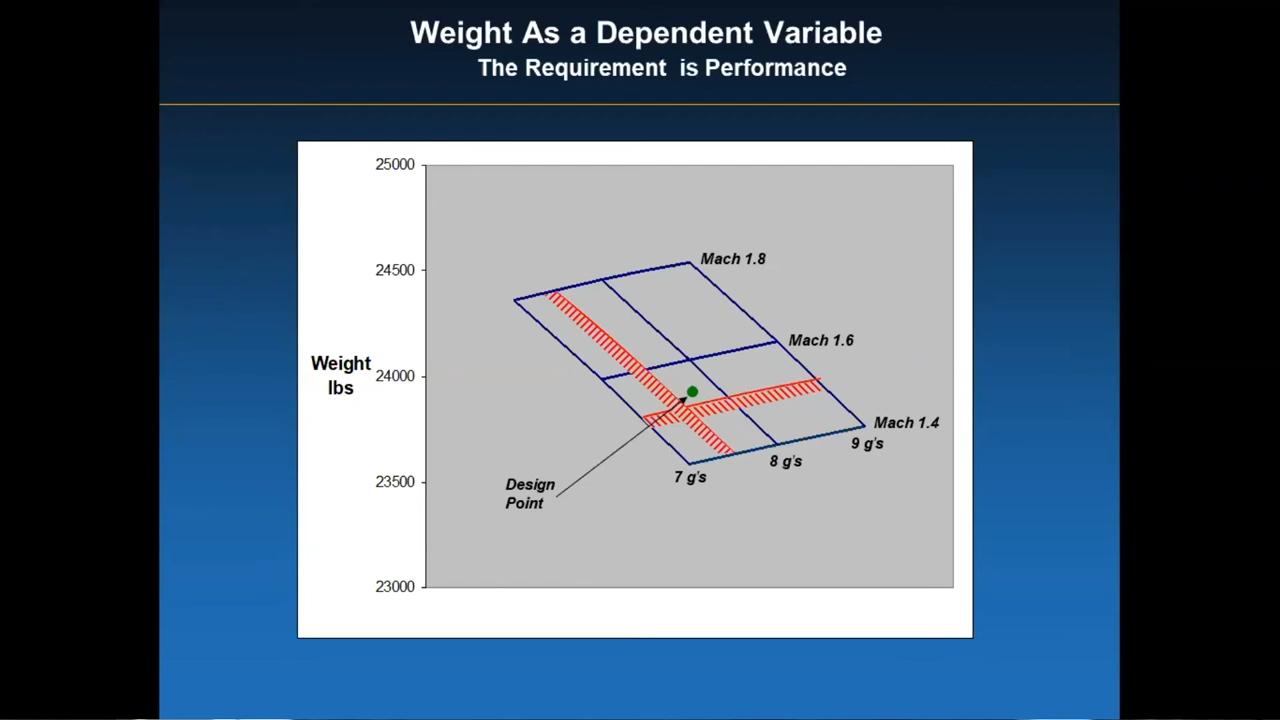 Weight As a Dependent Variable
The Requirement is Performance
25000
24500
24000
23500
23000
Weight
lbs
Mach 1.8
Mach 1.6
Mach 1.4
9 g's
8 g's
7 g's
Design
Point